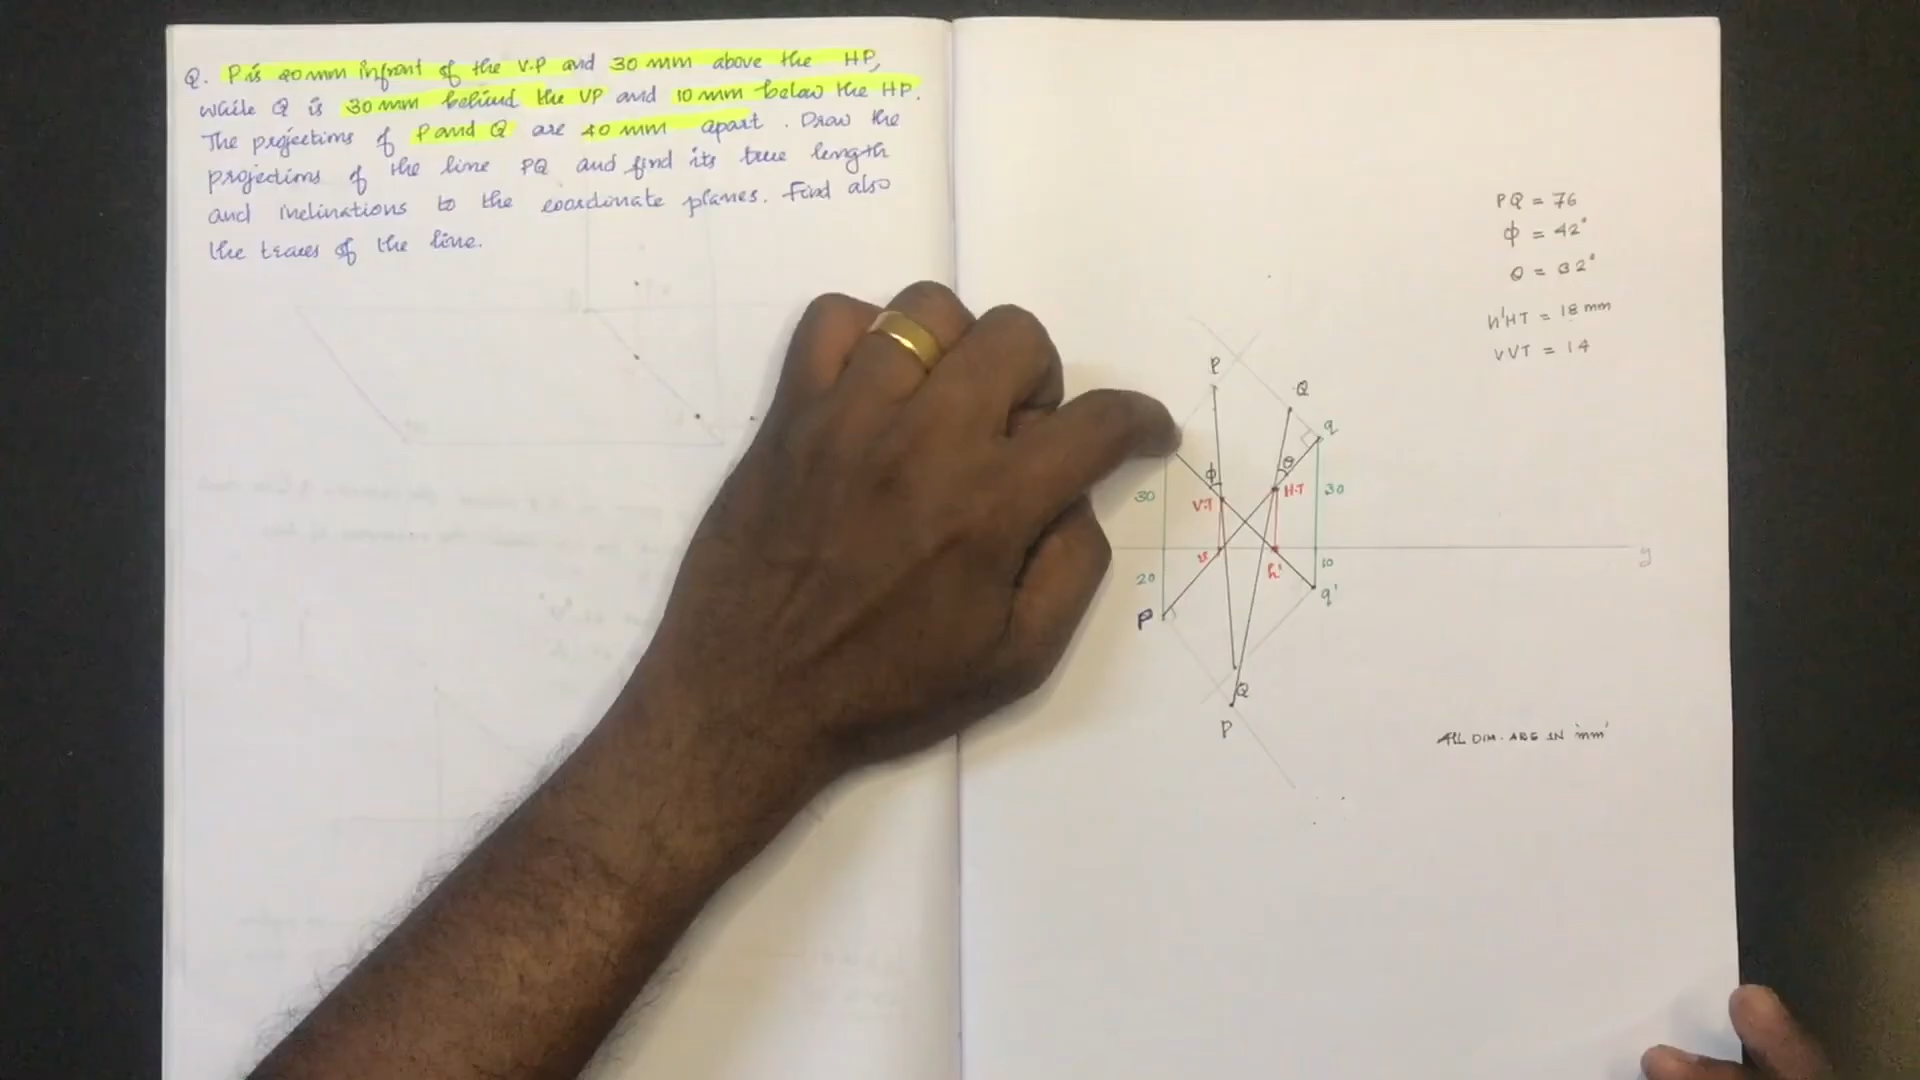 Q. P is 20 mm infront of the V.P and 30 mm above the HP,
while Q is 30 mm behind the VP and 10 mm below the HP.
The projections of P and Q are 40 mm apart. Draw the
projections of the line PQ and find its true length
and inclinations to the coordinate planes. Find also
the traces of the line.
PQ = 76
ϕ = 42°
θ = 32°
h'HT = 18 mm
VVT = 14
P
Q
q
ϕ
θ
30
V.T
H.T
30
v
h'
y
20
10
q'
P
Q
P
ALL DIM. ARE IN 'mm'